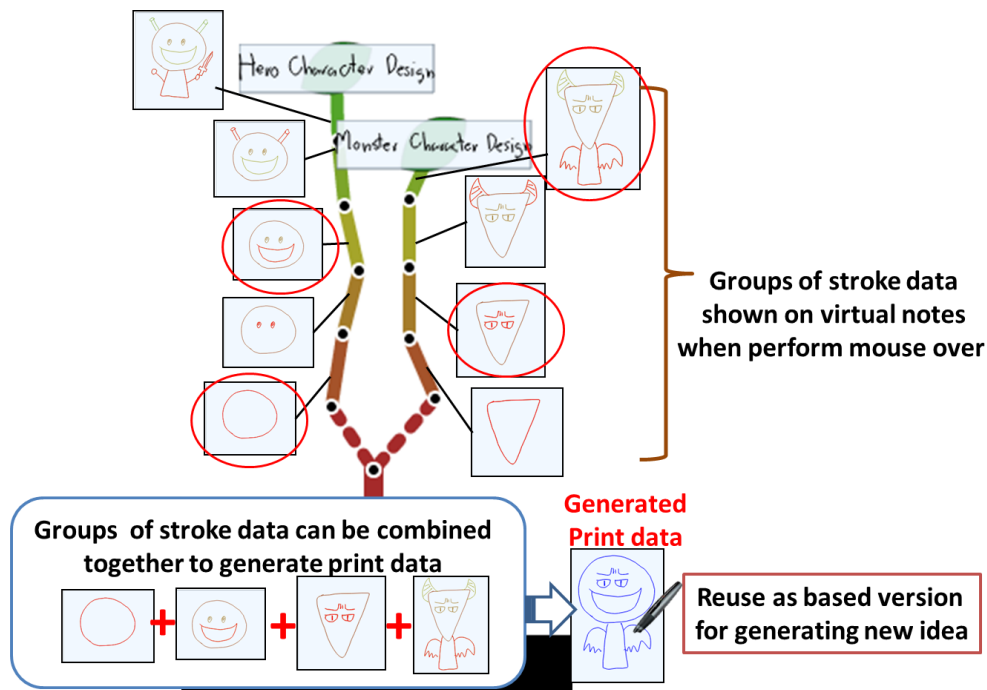 Hero Character Design
Monster Character Design
Groups of stroke data
shown on virtual notes
when perform mouse over
Groups of stroke data can be combined
together to generate print data
+ + +
Generated
Print data
Reuse as based version
for generating new idea